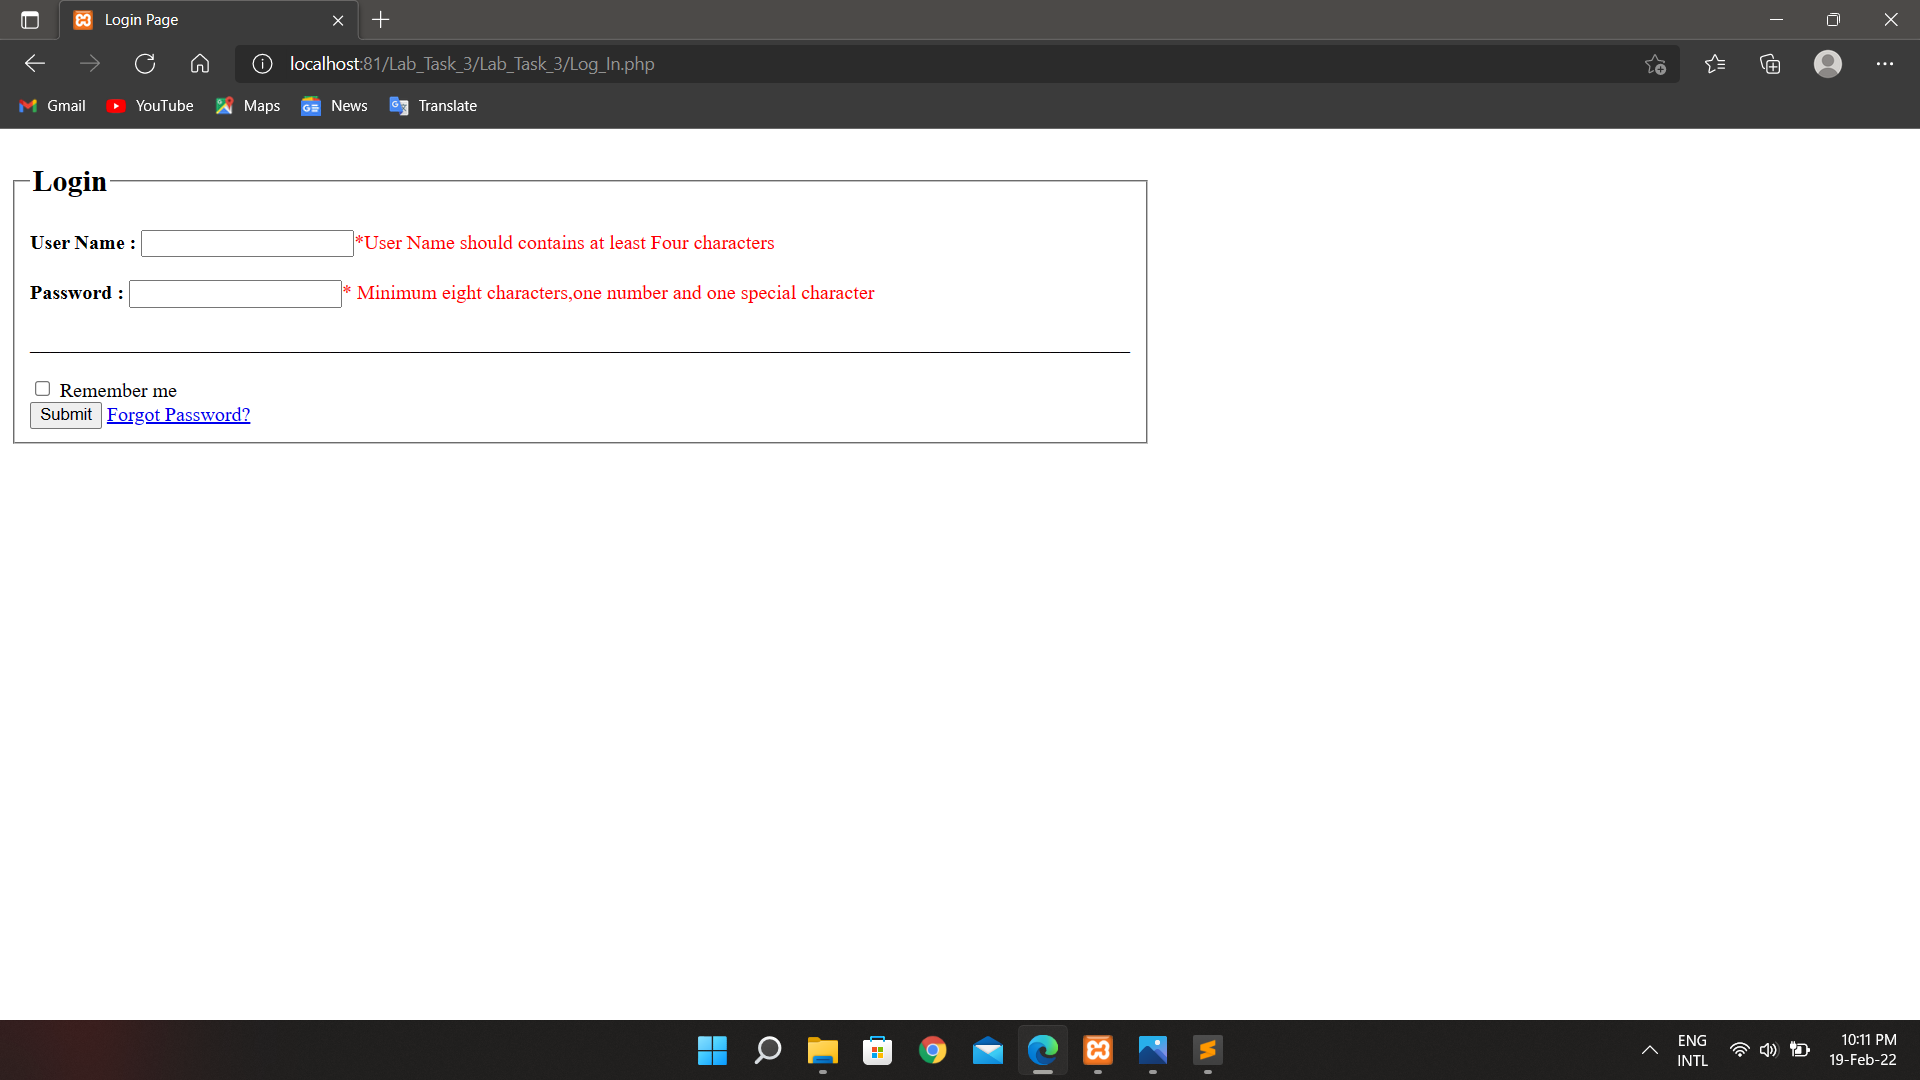 Login Page
localhost:81/Lab_Task_3/Lab_Task_3/Log_In.php
Gmail YouTube Maps News Translate
Login
User Name : *User Name should contains at least Four characters
Password : * Minimum eight characters,one number and one special character
Remember me
Submit Forgot Password?
ENG 10:11 PM
INTL 19-Feb-22